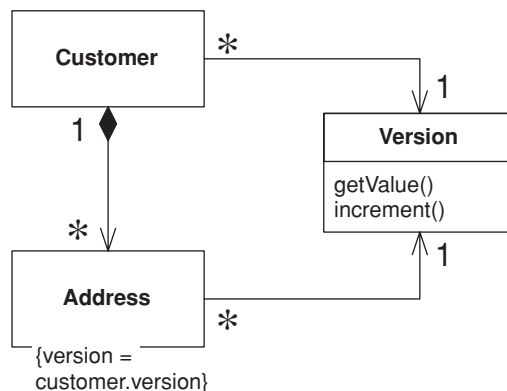 Customer
*
1
1
Version
getValue()
increment()
1
*
Address
*
{version =
customer.version}